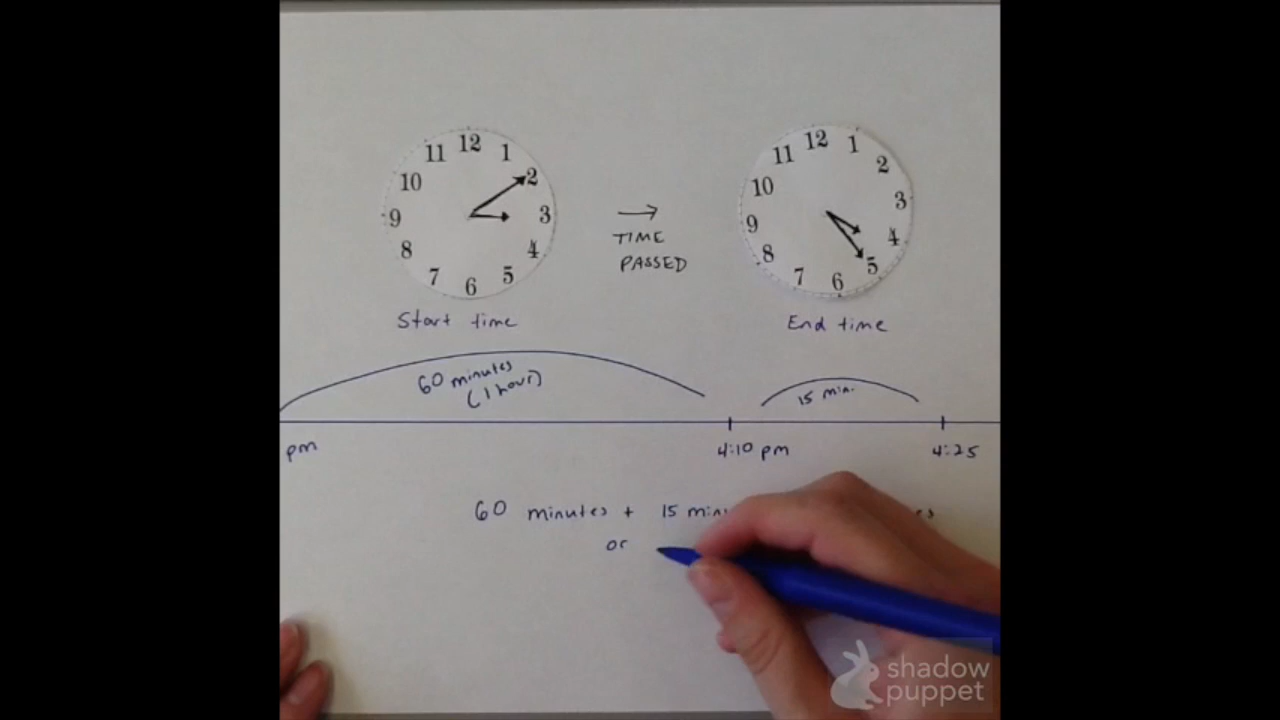 12
11 1
10 2
9 3
8 4
7 5
6
12
11 1
10 2
9 3
8 4
7 5
6
TIME
PASSED
Start time
End time
60 minutes
(1 hour)
15 min.
pm
4:10 pm
4:25
60 minutes + 15
or
shadow
puppet